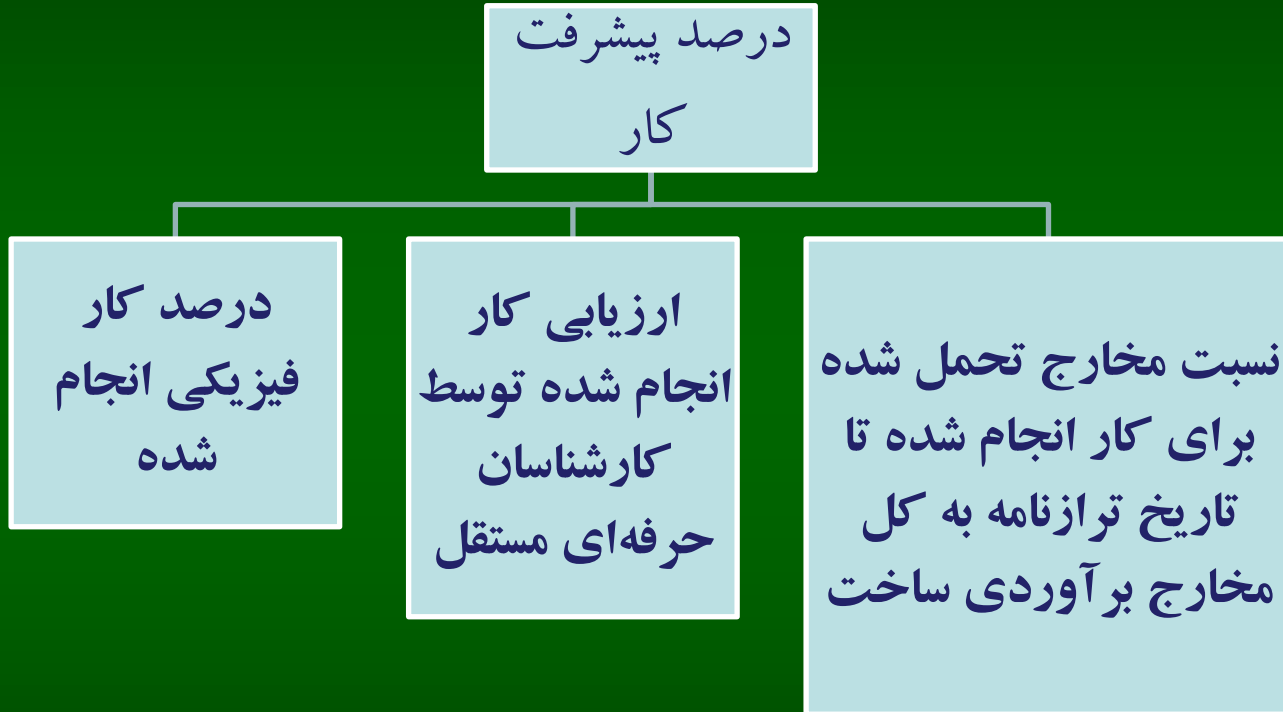 درصد پیشرفت
کار
نسبت مخارج تحمل شده
برای کار انجام شده تا
تاریخ ترازنامه به کل
مخارج برآوردی ساخت
ارزیابی کار
انجام شده توسط
کارشناسان
حرفه‌ای مستقل
درصد کار
فیزیکی انجام
شده